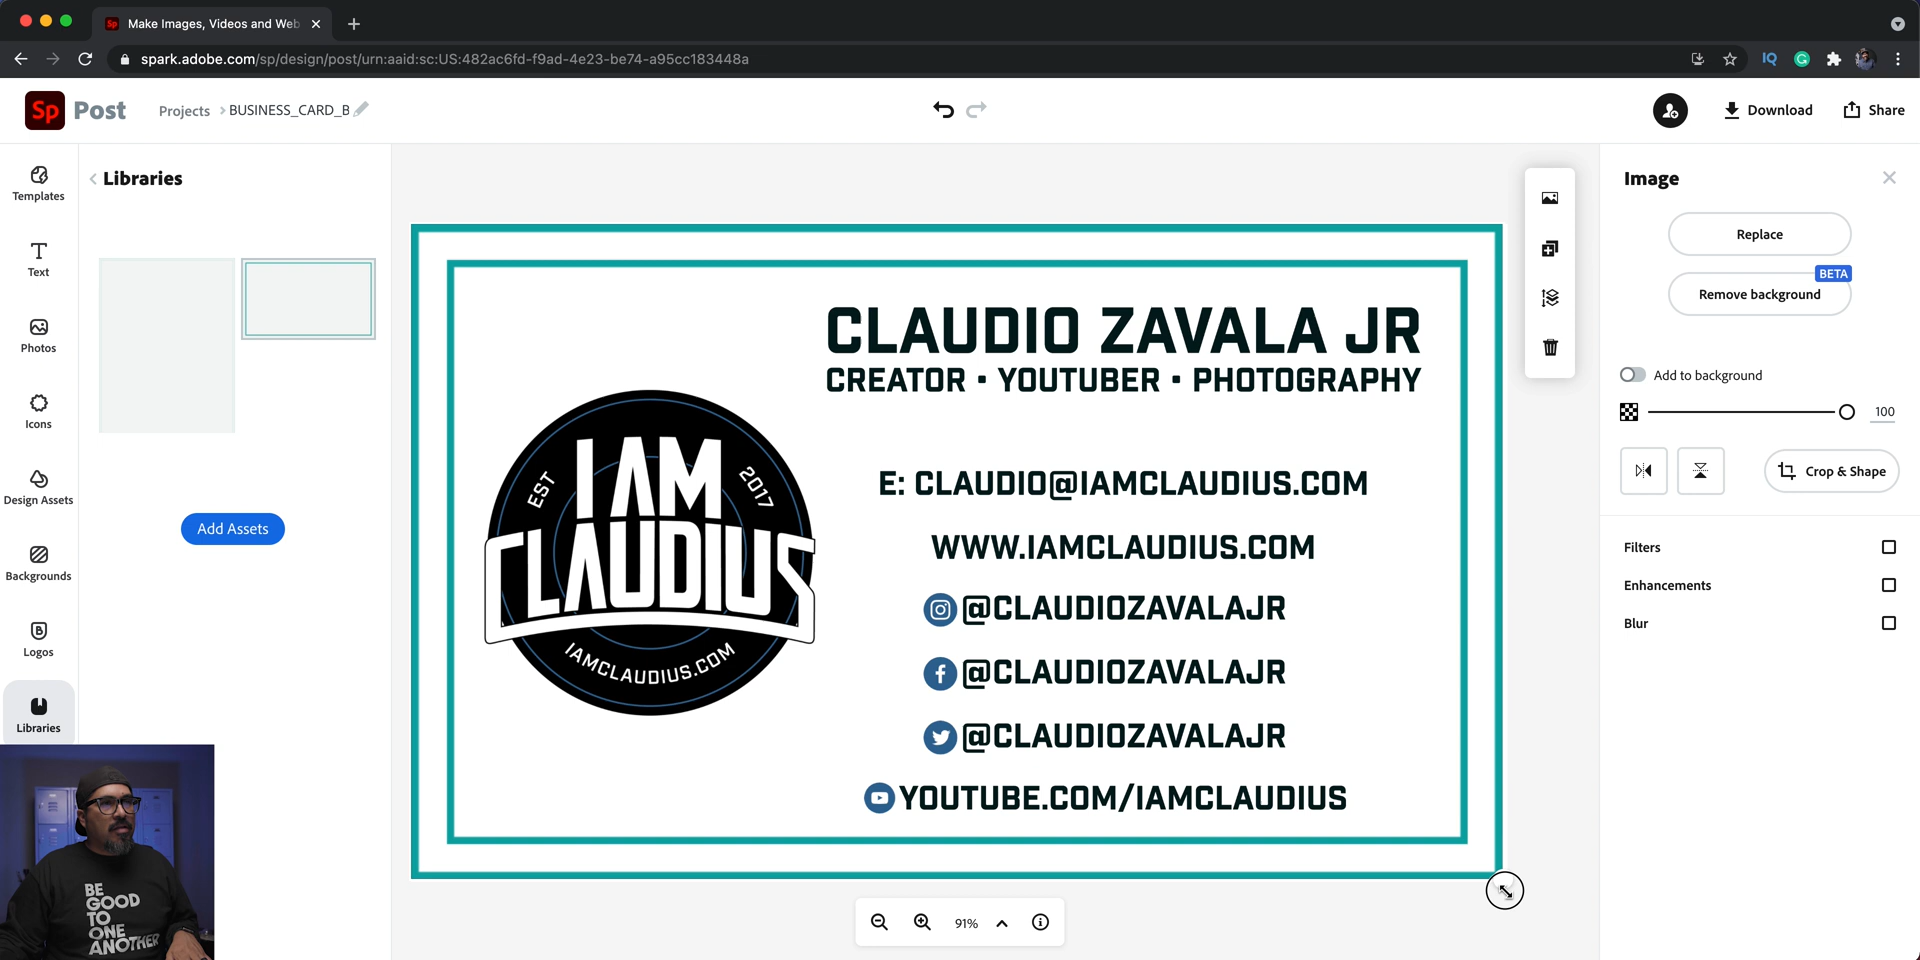 Make Images, Videos and Web
spark.adobe.com/sp/design/post/urn:aaid:sc:US:482ac6fd-f9ad-4e23-be74-a95cc183448a
IQ
G
Sp Post
Projects > BUSINESS_CARD_B
Download
Share
Templates
Text
Photos
Icons
Design Assets
Backgrounds
Logos
Libraries
Libraries
Add Assets
CLAUDIO ZAVALA JR
CREATOR • YOUTUBER • PHOTOGRAPHY
EST 2017
I AM
CLAUDIUS
IAMCLAUDIUS.COM
E: CLAUDIO@IAMCLAUDIUS.COM
WWW.IAMCLAUDIUS.COM
@CLAUDIOZAVALAJR
@CLAUDIOZAVALAJR
@CLAUDIOZAVALAJR
YOUTUBE.COM/IAMCLAUDIUS
91%
Image
Replace
BETA
Remove background
Add to background
100
Crop & Shape
Filters
Enhancements
Blur
BE
GOOD
TO
ONE
ANOTHER